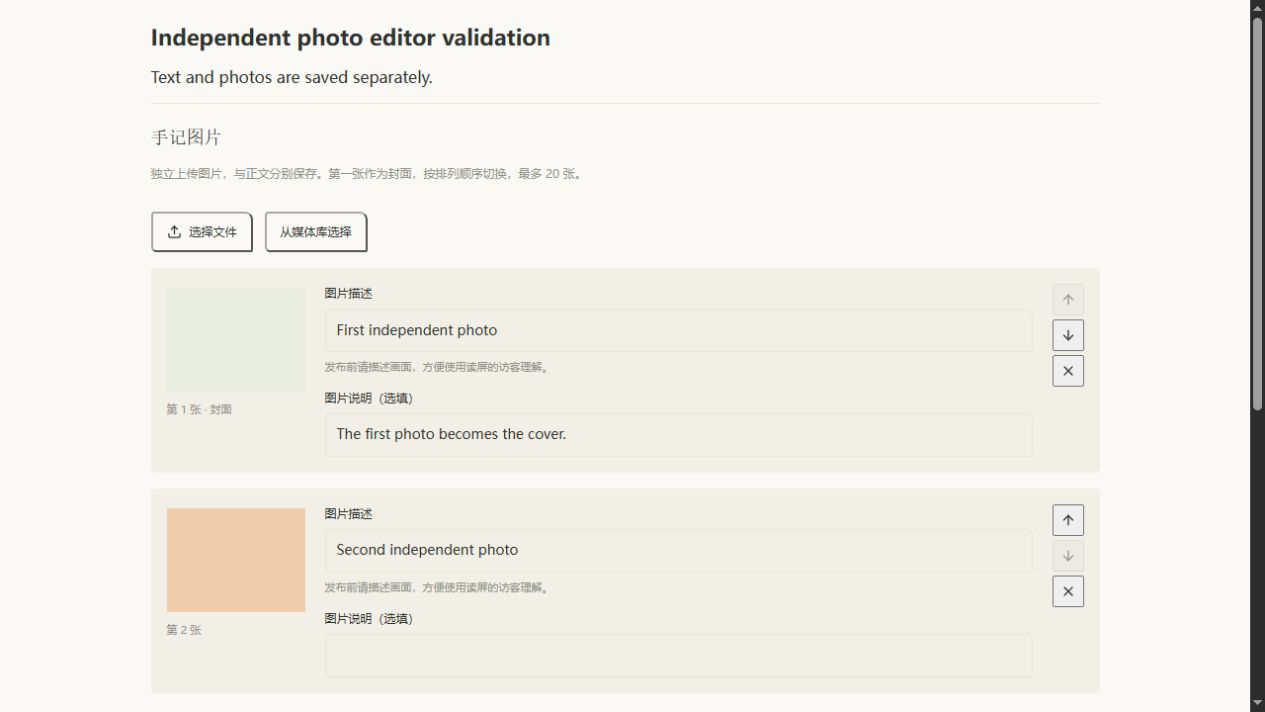 Independent photo editor validation
Text and photos are saved separately.
手记图片
独立上传图片，与正文分别保存。第一张作为封面，按排列顺序切换，最多 20 张。
选择文件
从媒体库选择
图片描述
First independent photo
发布前请描述画面，方便使用读屏的访客理解。
图片说明（选填）
The first photo becomes the cover.
第 1 张 · 封面
图片描述
Second independent photo
发布前请描述画面，方便使用读屏的访客理解。
图片说明（选填）
第 2 张